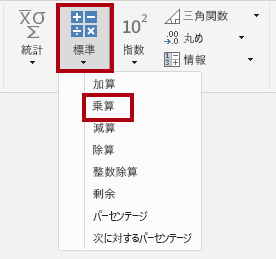 X̄σ
Σ
統計
標準
10²
指数
三角関数
.00
→.0
丸め
情報
加算
乗算
減算
除算
整数除算
剰余
パーセンテージ
次に対するパーセンテージ